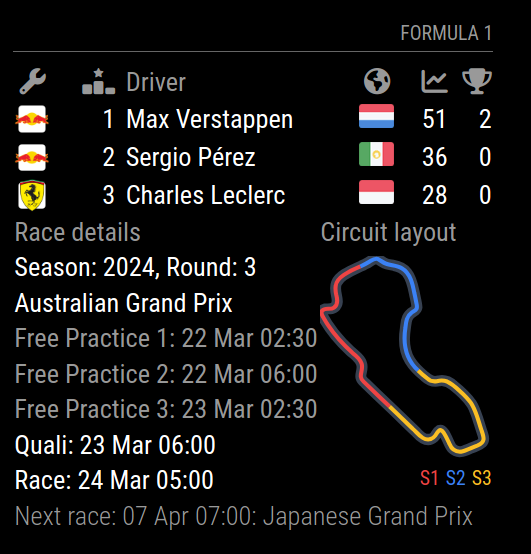 FORMULA 1
Driver
1 Max Verstappen 51 2
2 Sergio Pérez 36 0
3 Charles Leclerc 28 0
Race details Circuit layout
Season: 2024, Round: 3
Australian Grand Prix
Free Practice 1: 22 Mar 02:30
Free Practice 2: 22 Mar 06:00
Free Practice 3: 23 Mar 02:30
Quali: 23 Mar 06:00
Race: 24 Mar 05:00
S1 S2 S3
Next race: 07 Apr 07:00: Japanese Grand Prix